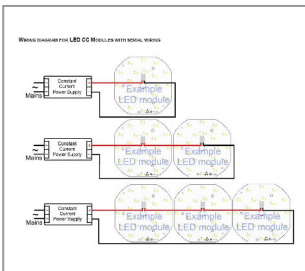 WIRING DIAGRAM FOR LED CC MODULES WITH SERIAL WIRING
Constant
Current
Power Supply
~
Mains
Example
LED module
Constant
Current
Power Supply
~
Mains
Example
LED module
Example
LED module
Constant
Current
Power Supply
~
Mains
Example
LED module
Example
LED module
Example
LED module